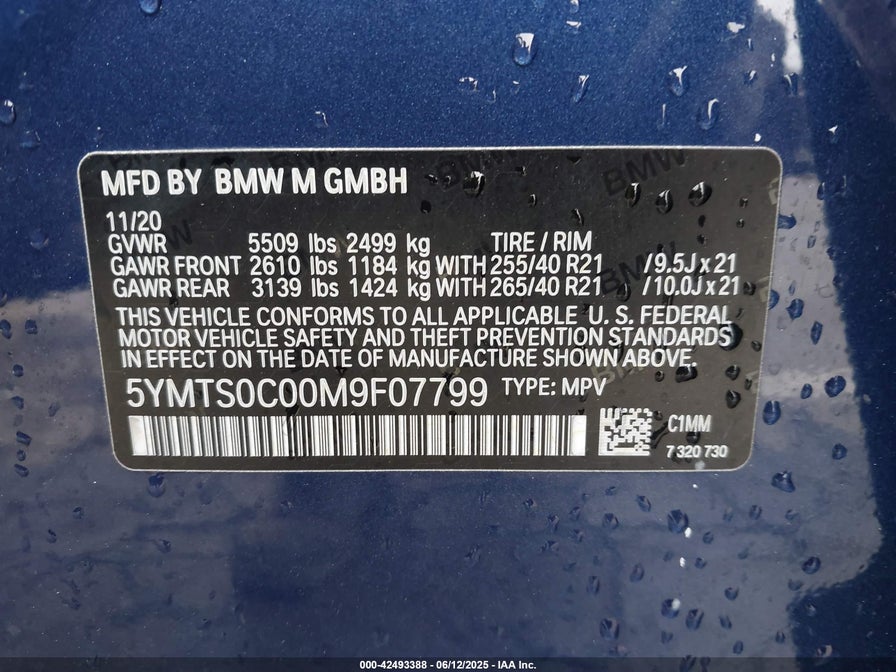 MFD BY BMW M GMBH
11/20
GVWR 5509 lbs 2499 kg TIRE / RIM
GAWR FRONT 2610 lbs 1184 kg WITH 255/40 R21 / 9.5J x 21
GAWR REAR 3139 lbs 1424 kg WITH 265/40 R21 / 10.0J x 21
THIS VEHICLE CONFORMS TO ALL APPLICABLE U. S. FEDERAL
MOTOR VEHICLE SAFETY AND THEFT PREVENTION STANDARDS
IN EFFECT ON THE DATE OF MANUFACTURE SHOWN ABOVE.
5YMTS0C00M9F07799 TYPE: MPV
C1MM
7 320 730
BMW
BMW
BMW
000-42493388 - 06/12/2025 - IAA Inc.